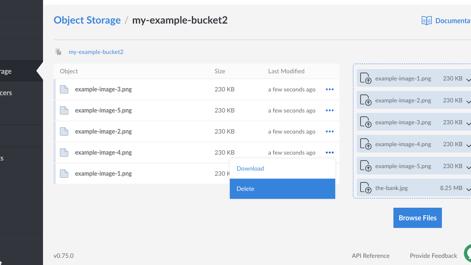 rage
cers
s
Object Storage / my-example-bucket2
Documenta
my-example-bucket2
Object Size Last Modified
example-image-3.png 230 KB a few seconds ago
example-image-5.png 230 KB a few seconds ago
example-image-2.png 230 KB a few seconds ago
example-image-4.png 230 KB a few seconds ago
example-image-1.png 230 K
Download
Delete
example-image-1.png 230 KB
example-image-2.png 230 KB
example-image-3.png 230 KB
example-image-4.png 230 KB
example-image-5.png 230 KB
the-bank.jpg 8.25 MB
Browse Files
v0.75.0 API Reference Provide Feedback